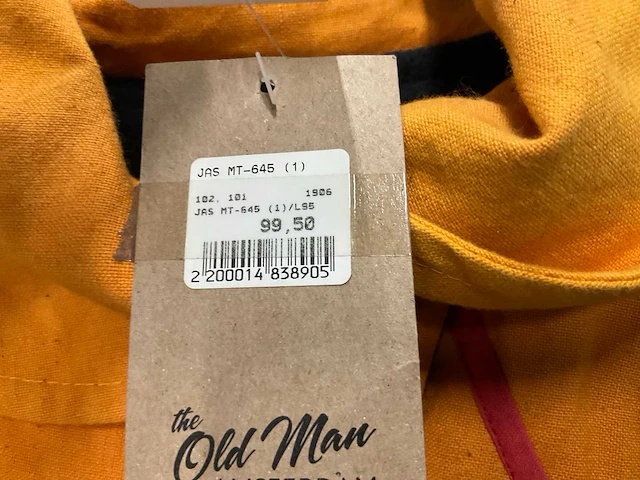 JAS MT-645 (1)
102, 101 1906
JAS MT-645 (1)/L95
99,50
2 200014 838905
the
Old Man
AMSTERDAM